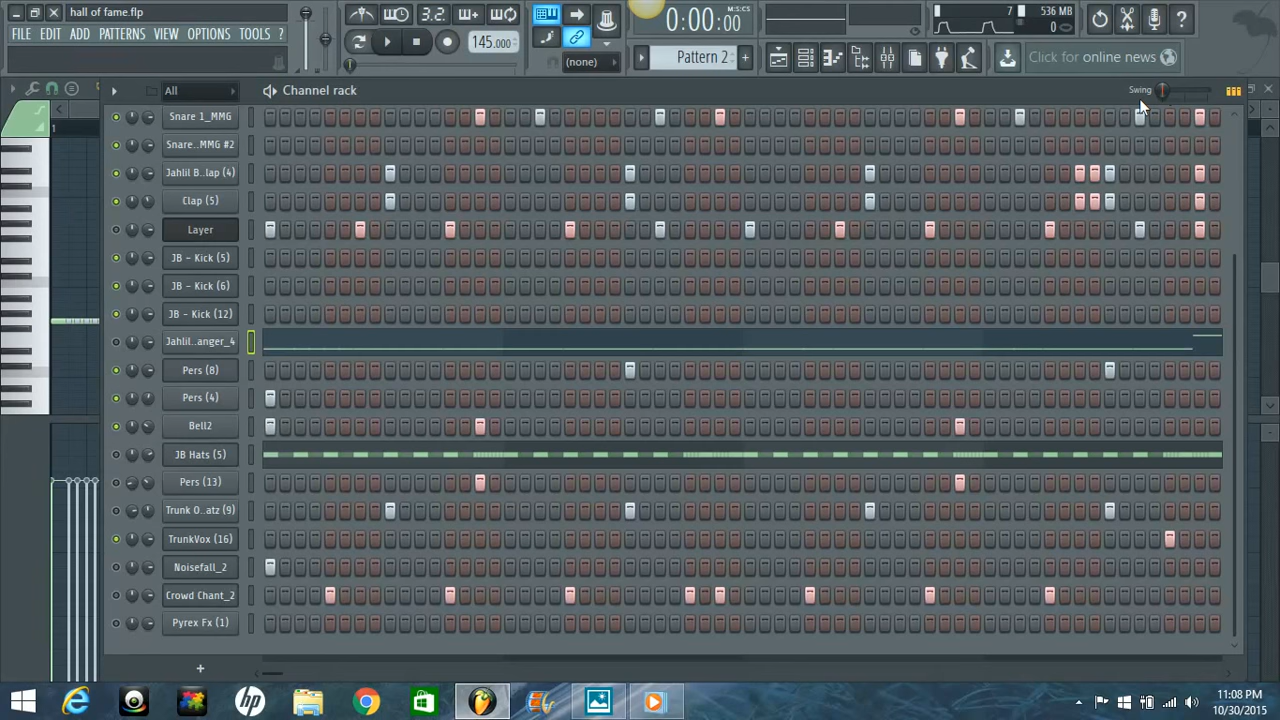 hall of fame.flp
FILE EDIT ADD PATTERNS VIEW OPTIONS TOOLS ?
3.2.
145.000
0:00:00
M:S:CS
7
536 MB
0
(none)
Pattern 2
Click for online news
All
Channel rack
Swing
1
Snare 1_MMG
Snare..MMG #2
Jahlil B..lap (4)
Clap (5)
Layer
JB - Kick (5)
JB - Kick (6)
JB - Kick (12)
Jahlil..anger_4
Pers (8)
Pers (4)
Bell2
JB Hats (5)
Pers (13)
Trunk O..atz (9)
TrunkVox (16)
Noisefall_2
Crowd Chant_2
Pyrex Fx (1)
+
11:08 PM
10/30/2015